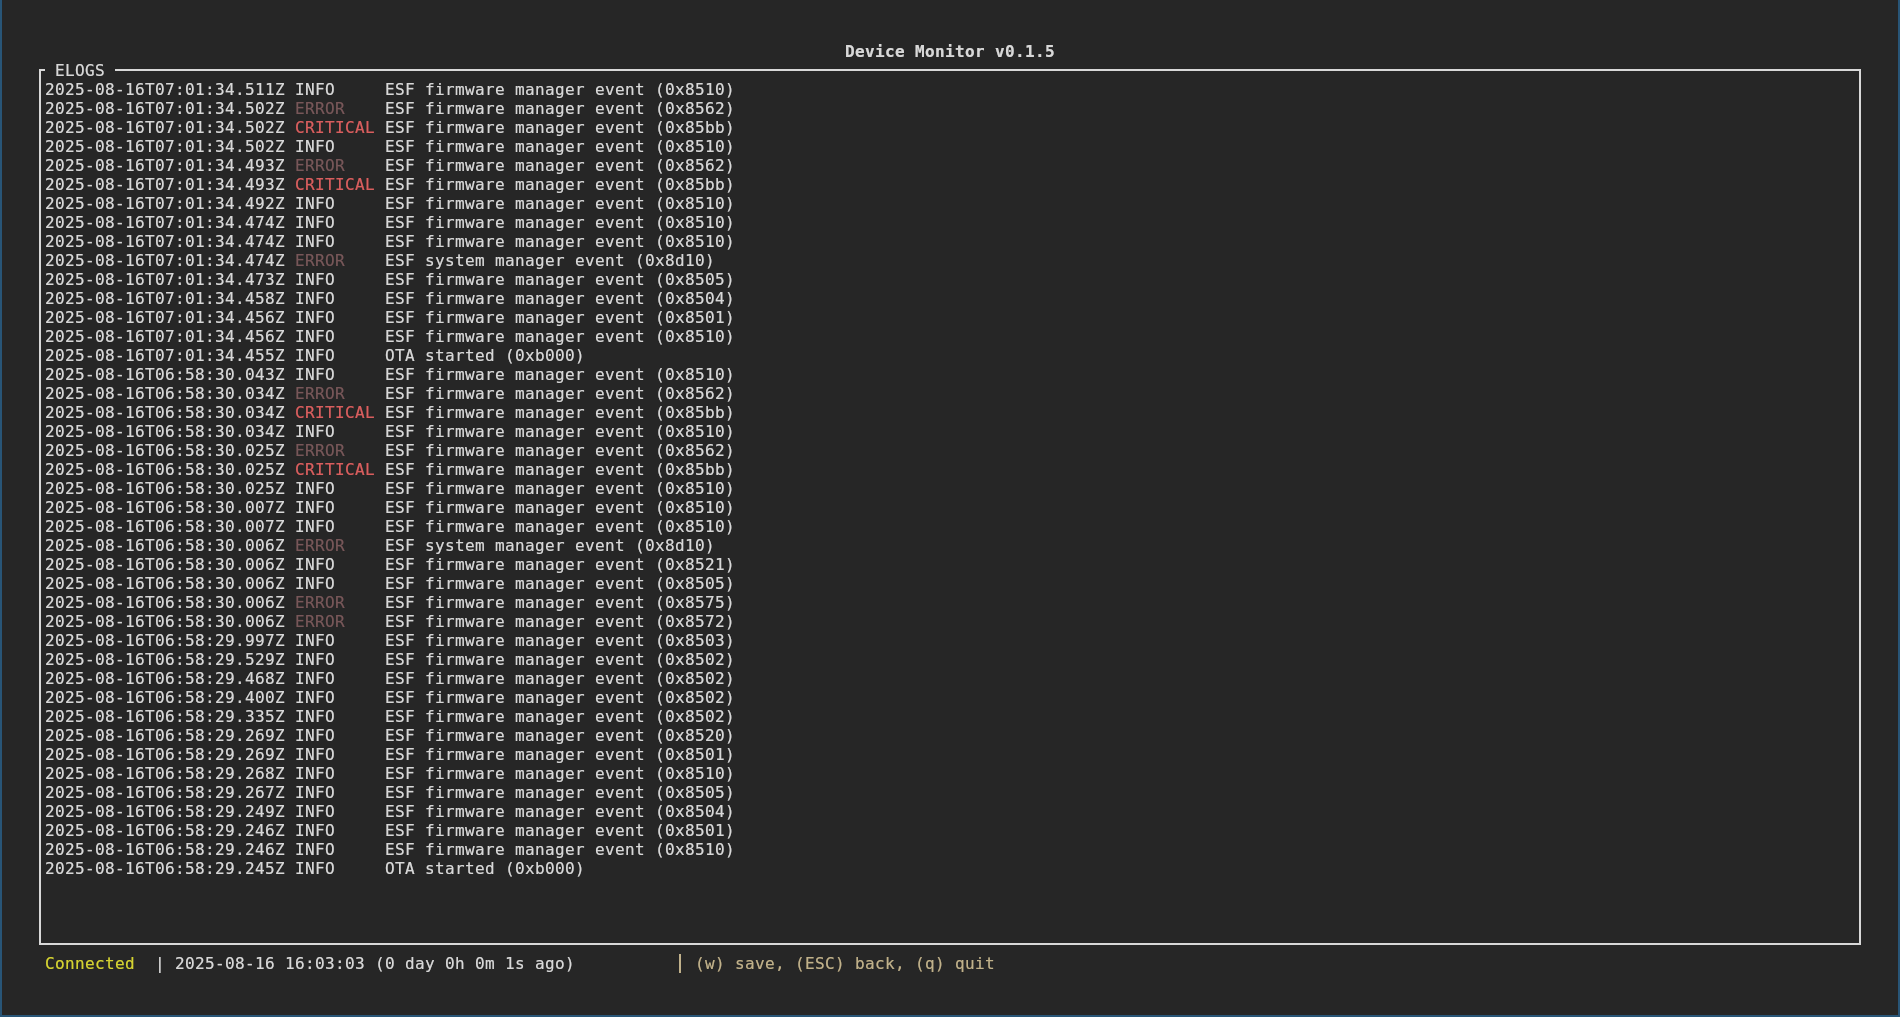 Device Monitor v0.1.5
ELOGS
2025-08-16T07:01:34.511Z INFO     ESF firmware manager event (0x8510)
2025-08-16T07:01:34.502Z ERROR    ESF firmware manager event (0x8562)
2025-08-16T07:01:34.502Z CRITICAL ESF firmware manager event (0x85bb)
2025-08-16T07:01:34.502Z INFO     ESF firmware manager event (0x8510)
2025-08-16T07:01:34.493Z ERROR    ESF firmware manager event (0x8562)
2025-08-16T07:01:34.493Z CRITICAL ESF firmware manager event (0x85bb)
2025-08-16T07:01:34.492Z INFO     ESF firmware manager event (0x8510)
2025-08-16T07:01:34.474Z INFO     ESF firmware manager event (0x8510)
2025-08-16T07:01:34.474Z INFO     ESF firmware manager event (0x8510)
2025-08-16T07:01:34.474Z ERROR    ESF system manager event (0x8d10)
2025-08-16T07:01:34.473Z INFO     ESF firmware manager event (0x8505)
2025-08-16T07:01:34.458Z INFO     ESF firmware manager event (0x8504)
2025-08-16T07:01:34.456Z INFO     ESF firmware manager event (0x8501)
2025-08-16T07:01:34.456Z INFO     ESF firmware manager event (0x8510)
2025-08-16T07:01:34.455Z INFO     OTA started (0xb000)
2025-08-16T06:58:30.043Z INFO     ESF firmware manager event (0x8510)
2025-08-16T06:58:30.034Z ERROR    ESF firmware manager event (0x8562)
2025-08-16T06:58:30.034Z CRITICAL ESF firmware manager event (0x85bb)
2025-08-16T06:58:30.034Z INFO     ESF firmware manager event (0x8510)
2025-08-16T06:58:30.025Z ERROR    ESF firmware manager event (0x8562)
2025-08-16T06:58:30.025Z CRITICAL ESF firmware manager event (0x85bb)
2025-08-16T06:58:30.025Z INFO     ESF firmware manager event (0x8510)
2025-08-16T06:58:30.007Z INFO     ESF firmware manager event (0x8510)
2025-08-16T06:58:30.007Z INFO     ESF firmware manager event (0x8510)
2025-08-16T06:58:30.006Z ERROR    ESF system manager event (0x8d10)
2025-08-16T06:58:30.006Z INFO     ESF firmware manager event (0x8521)
2025-08-16T06:58:30.006Z INFO     ESF firmware manager event (0x8505)
2025-08-16T06:58:30.006Z ERROR    ESF firmware manager event (0x8575)
2025-08-16T06:58:30.006Z ERROR    ESF firmware manager event (0x8572)
2025-08-16T06:58:29.997Z INFO     ESF firmware manager event (0x8503)
2025-08-16T06:58:29.529Z INFO     ESF firmware manager event (0x8502)
2025-08-16T06:58:29.468Z INFO     ESF firmware manager event (0x8502)
2025-08-16T06:58:29.400Z INFO     ESF firmware manager event (0x8502)
2025-08-16T06:58:29.335Z INFO     ESF firmware manager event (0x8502)
2025-08-16T06:58:29.269Z INFO     ESF firmware manager event (0x8520)
2025-08-16T06:58:29.269Z INFO     ESF firmware manager event (0x8501)
2025-08-16T06:58:29.268Z INFO     ESF firmware manager event (0x8510)
2025-08-16T06:58:29.267Z INFO     ESF firmware manager event (0x8505)
2025-08-16T06:58:29.249Z INFO     ESF firmware manager event (0x8504)
2025-08-16T06:58:29.246Z INFO     ESF firmware manager event (0x8501)
2025-08-16T06:58:29.246Z INFO     ESF firmware manager event (0x8510)
2025-08-16T06:58:29.245Z INFO     OTA started (0xb000)
Connected  | 2025-08-16 16:03:03 (0 day 0h 0m 1s ago)          │ (w) save, (ESC) back, (q) quit